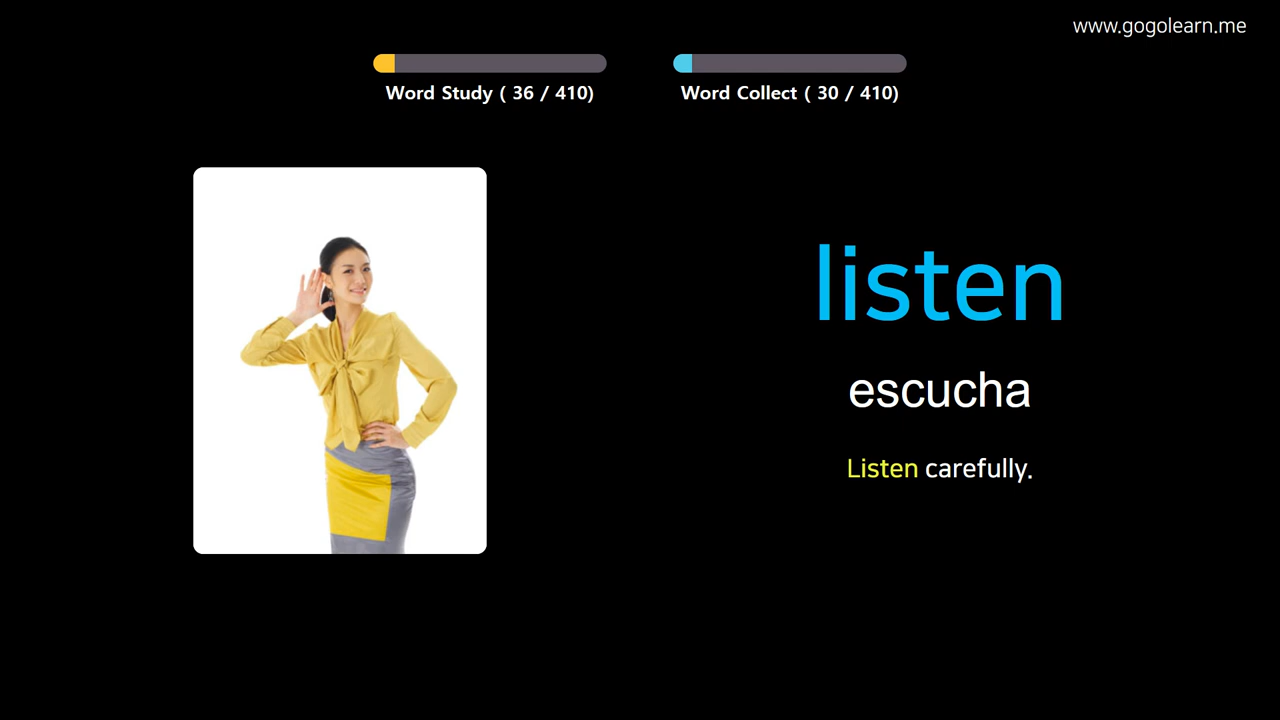 www.gogolearn.me
Word Study ( 36 / 410)
Word Collect ( 30 / 410)
listen
escucha
Listen carefully.